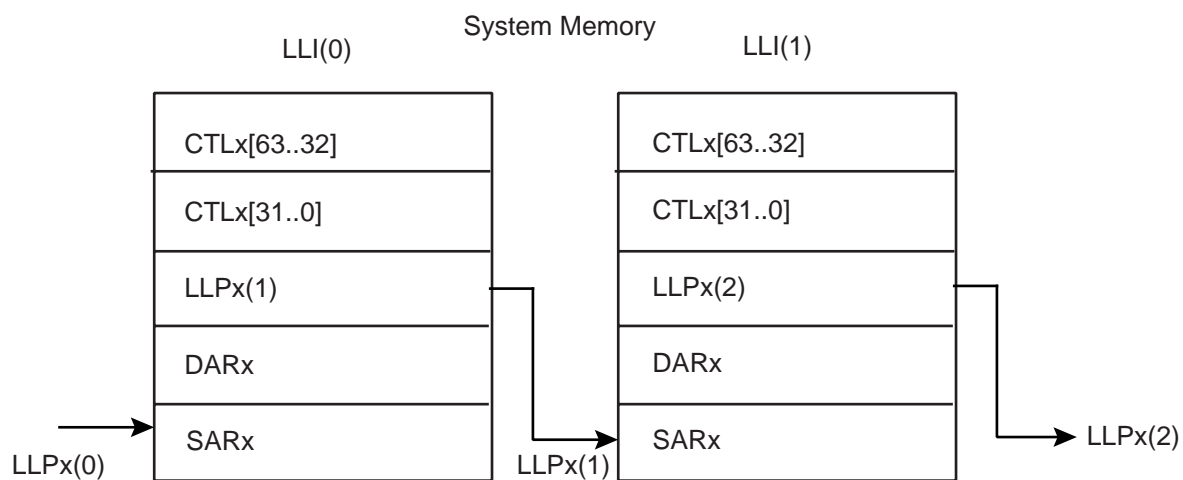 System Memory
LLI(0)
LLI(1)
CTLx[63..32]
CTLx[31..0]
LLPx(1)
DARx
SARx
CTLx[63..32]
CTLx[31..0]
LLPx(2)
DARx
SARx
LLPx(0)
LLPx(1)
LLPx(2)